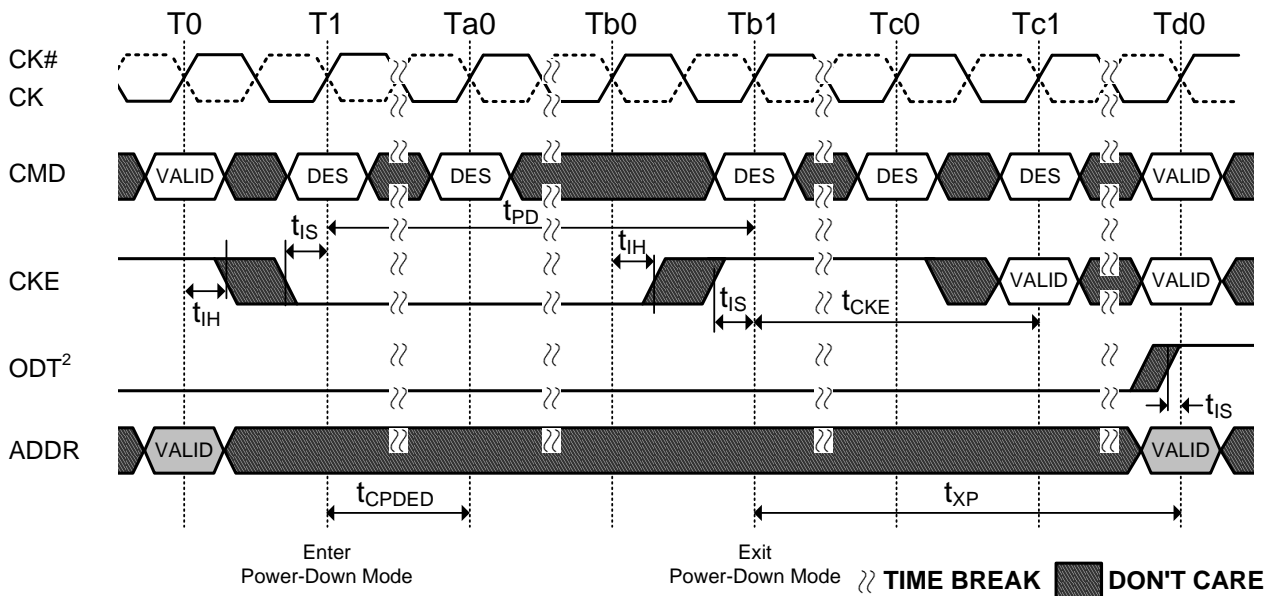 T0 T1 Ta0 Tb0 Tb1 Tc0 Tc1 Td0
CK#
CK
CMD VALID DES DES DES DES DES VALID
tPD
tIS tIH
CKE VALID VALID
tIH tIS tCKE
ODT2
tIS
ADDR VALID VALID
tCPDED tXP
Enter
Power-Down Mode
Exit
Power-Down Mode
TIME BREAK DON'T CARE